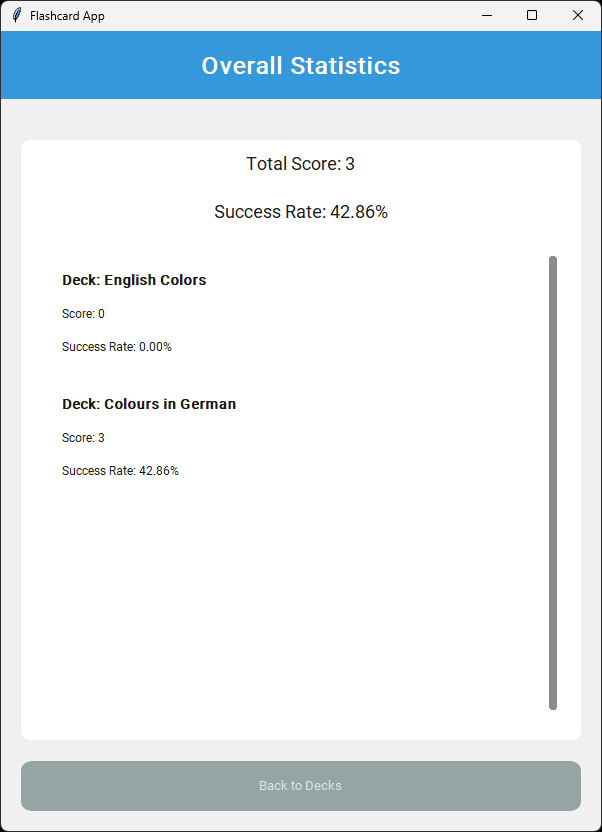 Flashcard App
Overall Statistics
Total Score: 3
Success Rate: 42.86%
Deck: English Colors
Score: 0
Success Rate: 0.00%
Deck: Colours in German
Score: 3
Success Rate: 42.86%
Back to Decks